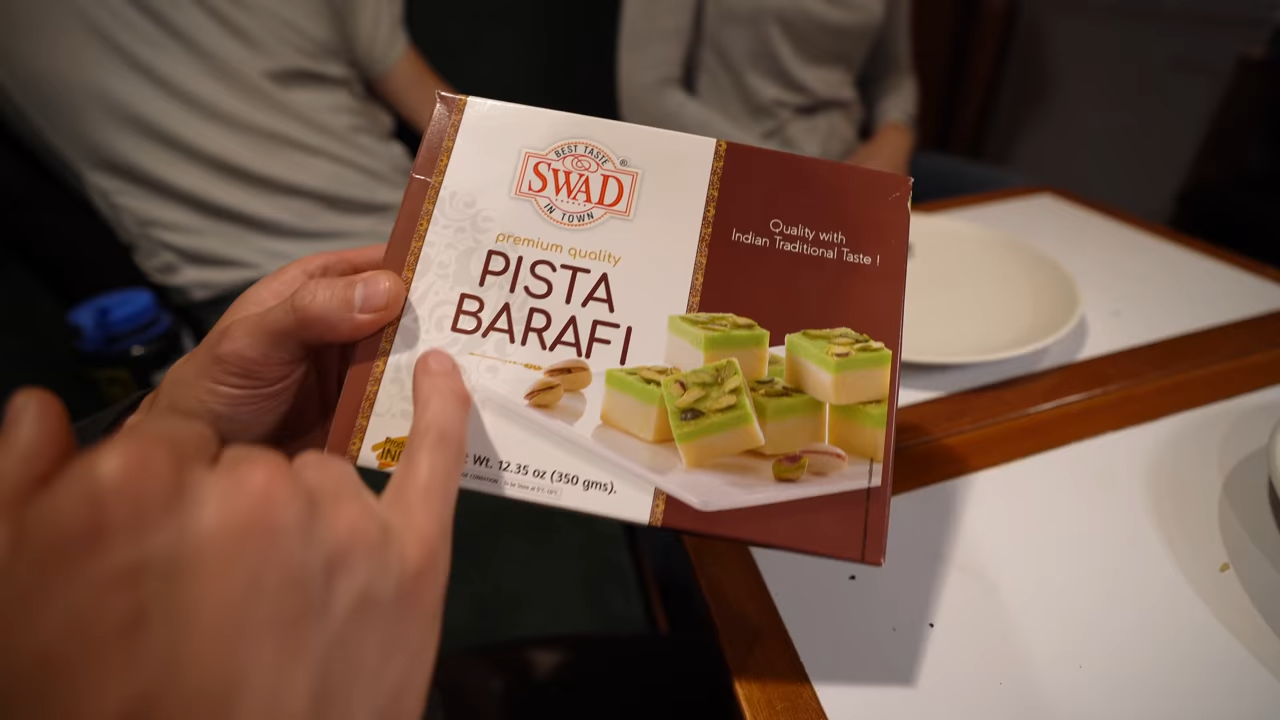 BEST TASTE
SWAD
IN TOWN
®
premium quality
PISTA
BARAFI
Quality with
Indian Traditional Taste !
Wt. 12.35 oz (350 gms).